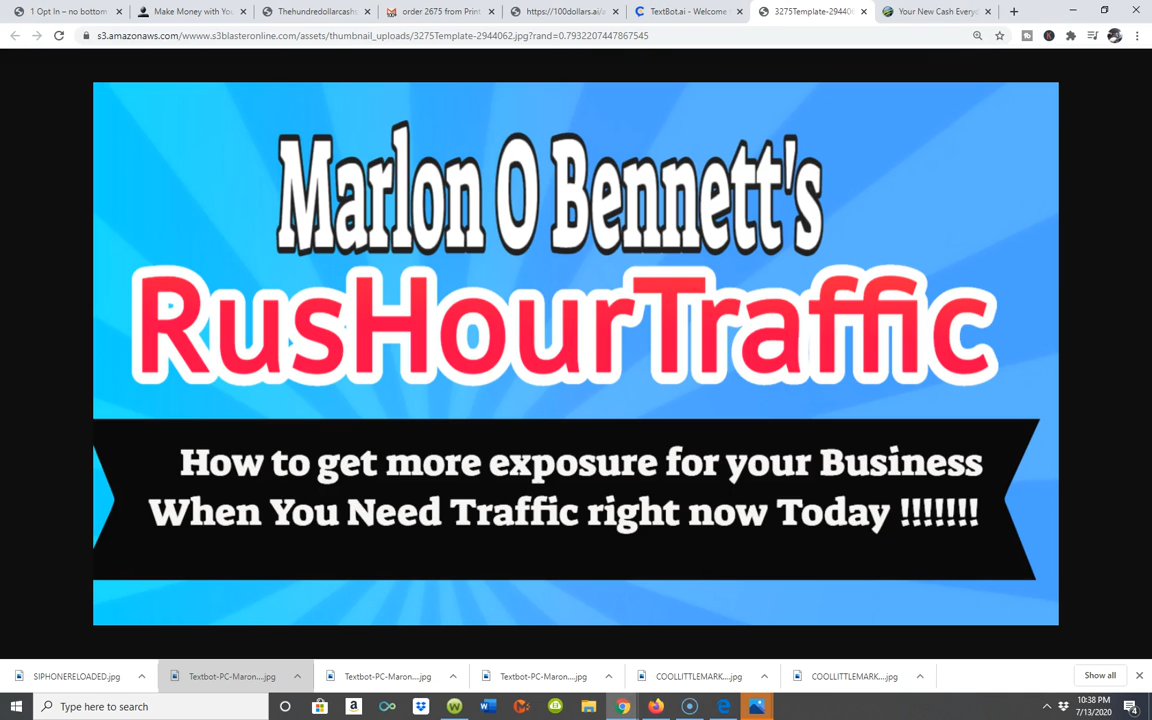 1 Opt In – no bottom
Make Money with You
Thehundredollarcash
order 2675 from Print
https://100dollars.ai/a
TextBot.ai - Welcome
3275Template-29440
Your New Cash Every
s3.amazonaws.com/wwww.s3blasteronline.com/assets/thumbnail_uploads/3275Template-2944062.jpg?rand=0.7932207447867545
Marlon O Bennett's
RusHourTraffic
How to get more exposure for your Business
When You Need Traffic right now Today !!!!!!!
SIPHONERELOADED.jpg
Textbot-PC-Maron....jpg
Textbot-PC-Maron....jpg
Textbot-PC-Maron....jpg
COOLLITTLEMARK....jpg
COOLLITTLEMARK....jpg
Show all
Type here to search
10:38 PM
7/13/2020
4